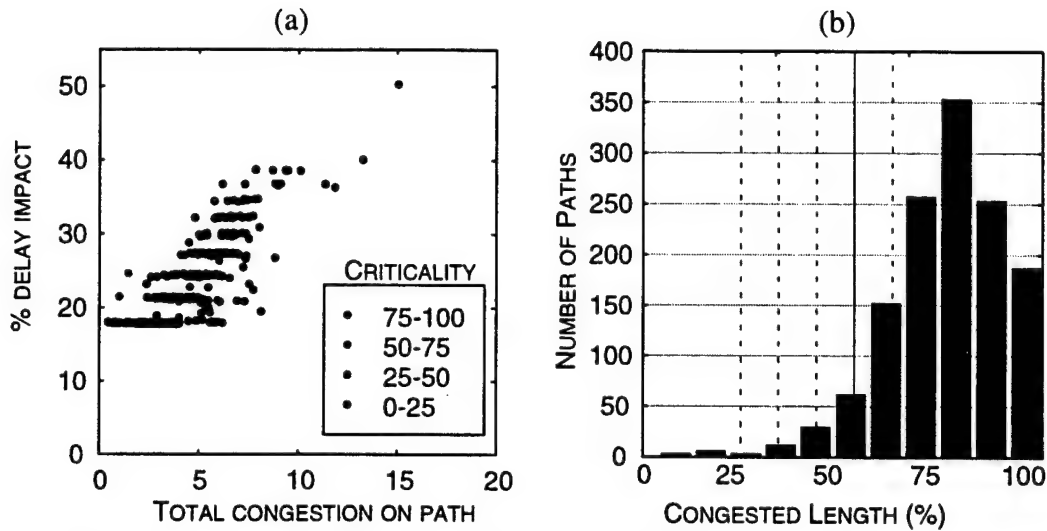 (a)
% DELAY IMPACT
50
40
30
20
10
0
0 5 10 15 20
TOTAL CONGESTION ON PATH
CRITICALITY
75-100
50-75
25-50
0-25
(b)
NUMBER OF PATHS
400
350
300
250
200
150
100
50
0
0 25 50 75 100
CONGESTED LENGTH (%)